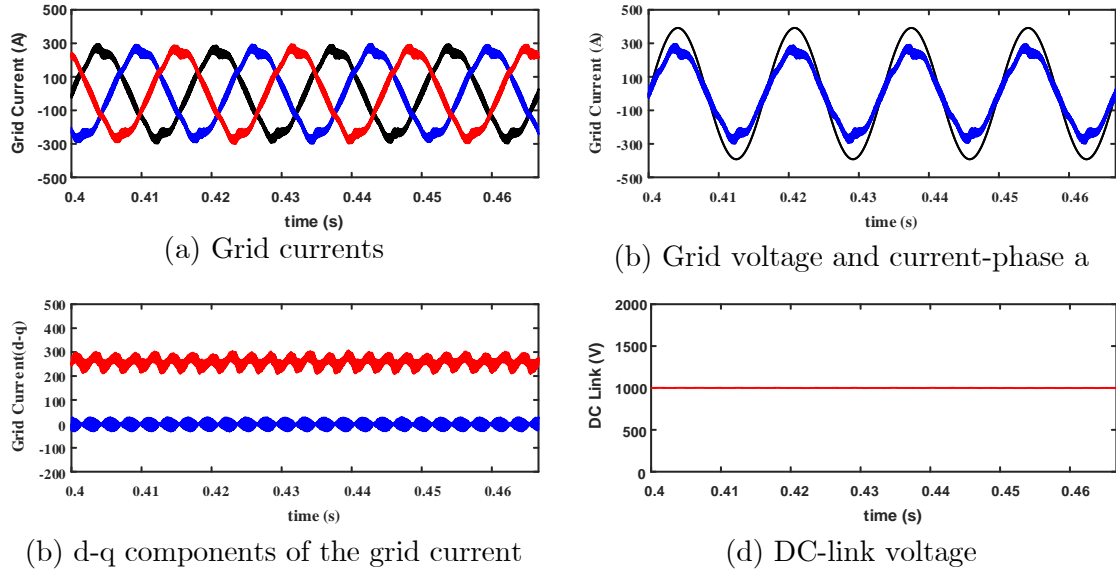 500
300
100
-100
-300
-500
Grid Current (A)
0.4 0.41 0.42 0.43 0.44 0.45 0.46
time (s)
(a) Grid currents
500
300
100
-100
-300
-500
Grid Current (A)
0.4 0.41 0.42 0.43 0.44 0.45 0.46
time (s)
(b) Grid voltage and current-phase a
500
400
300
200
100
0
-100
-200
Grid Current(d-q)
0.4 0.41 0.42 0.43 0.44 0.45 0.46
time (s)
(b) d-q components of the grid current
2000
1500
1000
500
0
DC Link (V)
0.4 0.41 0.42 0.43 0.44 0.45 0.46
time (s)
(d) DC-link voltage